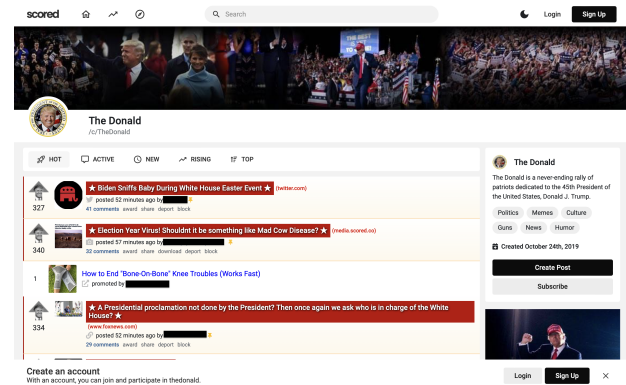 scored
Search
Login
Sign Up
The Donald
/c/TheDonald
HOT
ACTIVE
NEW
RISING
TOP
★ Biden Sniffs Baby During White House Easter Event ★ (twitter.com)
327
posted 52 minutes ago by
41 comments award share deport block
★ Election Year Virus! Shouldnt it be something like Mad Cow Disease? ★ (media.scored.co)
340
posted 57 minutes ago by
32 comments award share download deport block
1
How to End "Bone-On-Bone" Knee Troubles (Works Fast)
promoted by
★ A Presidential proclamation not done by the President? Then once again we ask who is in charge of the White
House? ★
334
(www.foxnews.com)
posted 52 minutes ago by
29 comments award share deport block
The Donald
The Donald is a never-ending rally of
patriots dedicated to the 45th President of
the United States, Donald J. Trump.
Politics
Memes
Culture
Guns
News
Humor
Created October 24th, 2019
Create Post
Subscribe
Create an account
With an account, you can join and participate in thedonald.
Login
Sign Up